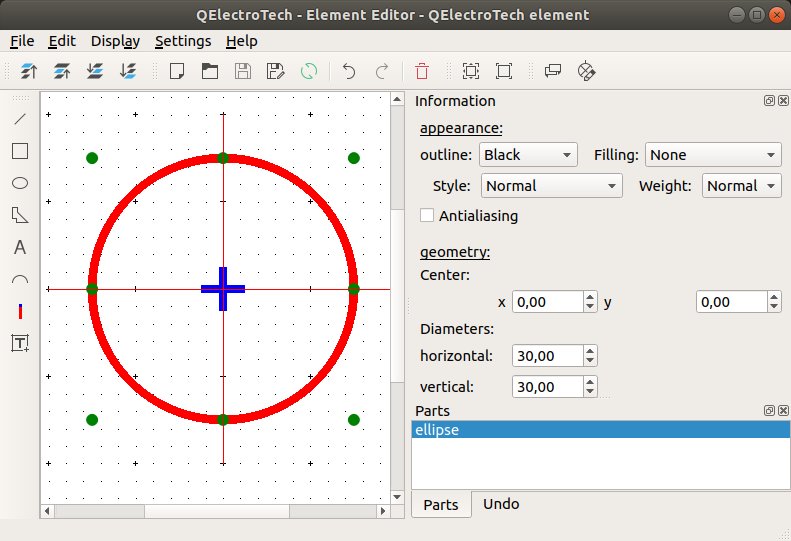 QElectroTech - Element Editor - QElectroTech element
File Edit Display Settings Help
Information
appearance:
outline: Black Filling: None
Style: Normal Weight: Normal
Antialiasing
geometry:
Center:
x 0,00 y 0,00
Diameters:
horizontal: 30,00
vertical: 30,00
Parts
ellipse
Parts Undo
A
T